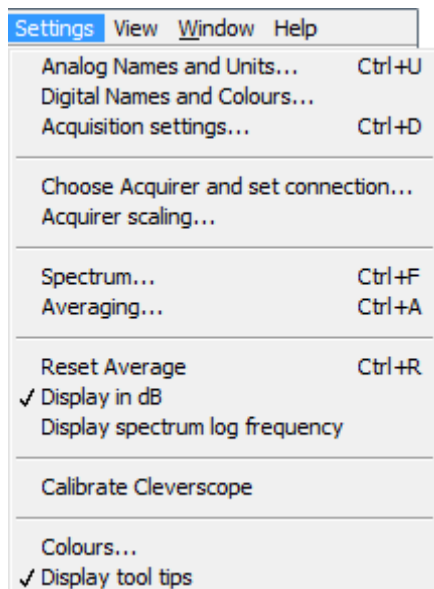 Settings View Window Help
Analog Names and Units... Ctrl+U
Digital Names and Colours...
Acquisition settings... Ctrl+D
Choose Acquirer and set connection...
Acquirer scaling...
Spectrum... Ctrl+F
Averaging... Ctrl+A
Reset Average Ctrl+R
✓ Display in dB
Display spectrum log frequency
Calibrate Cleverscope
Colours...
✓ Display tool tips